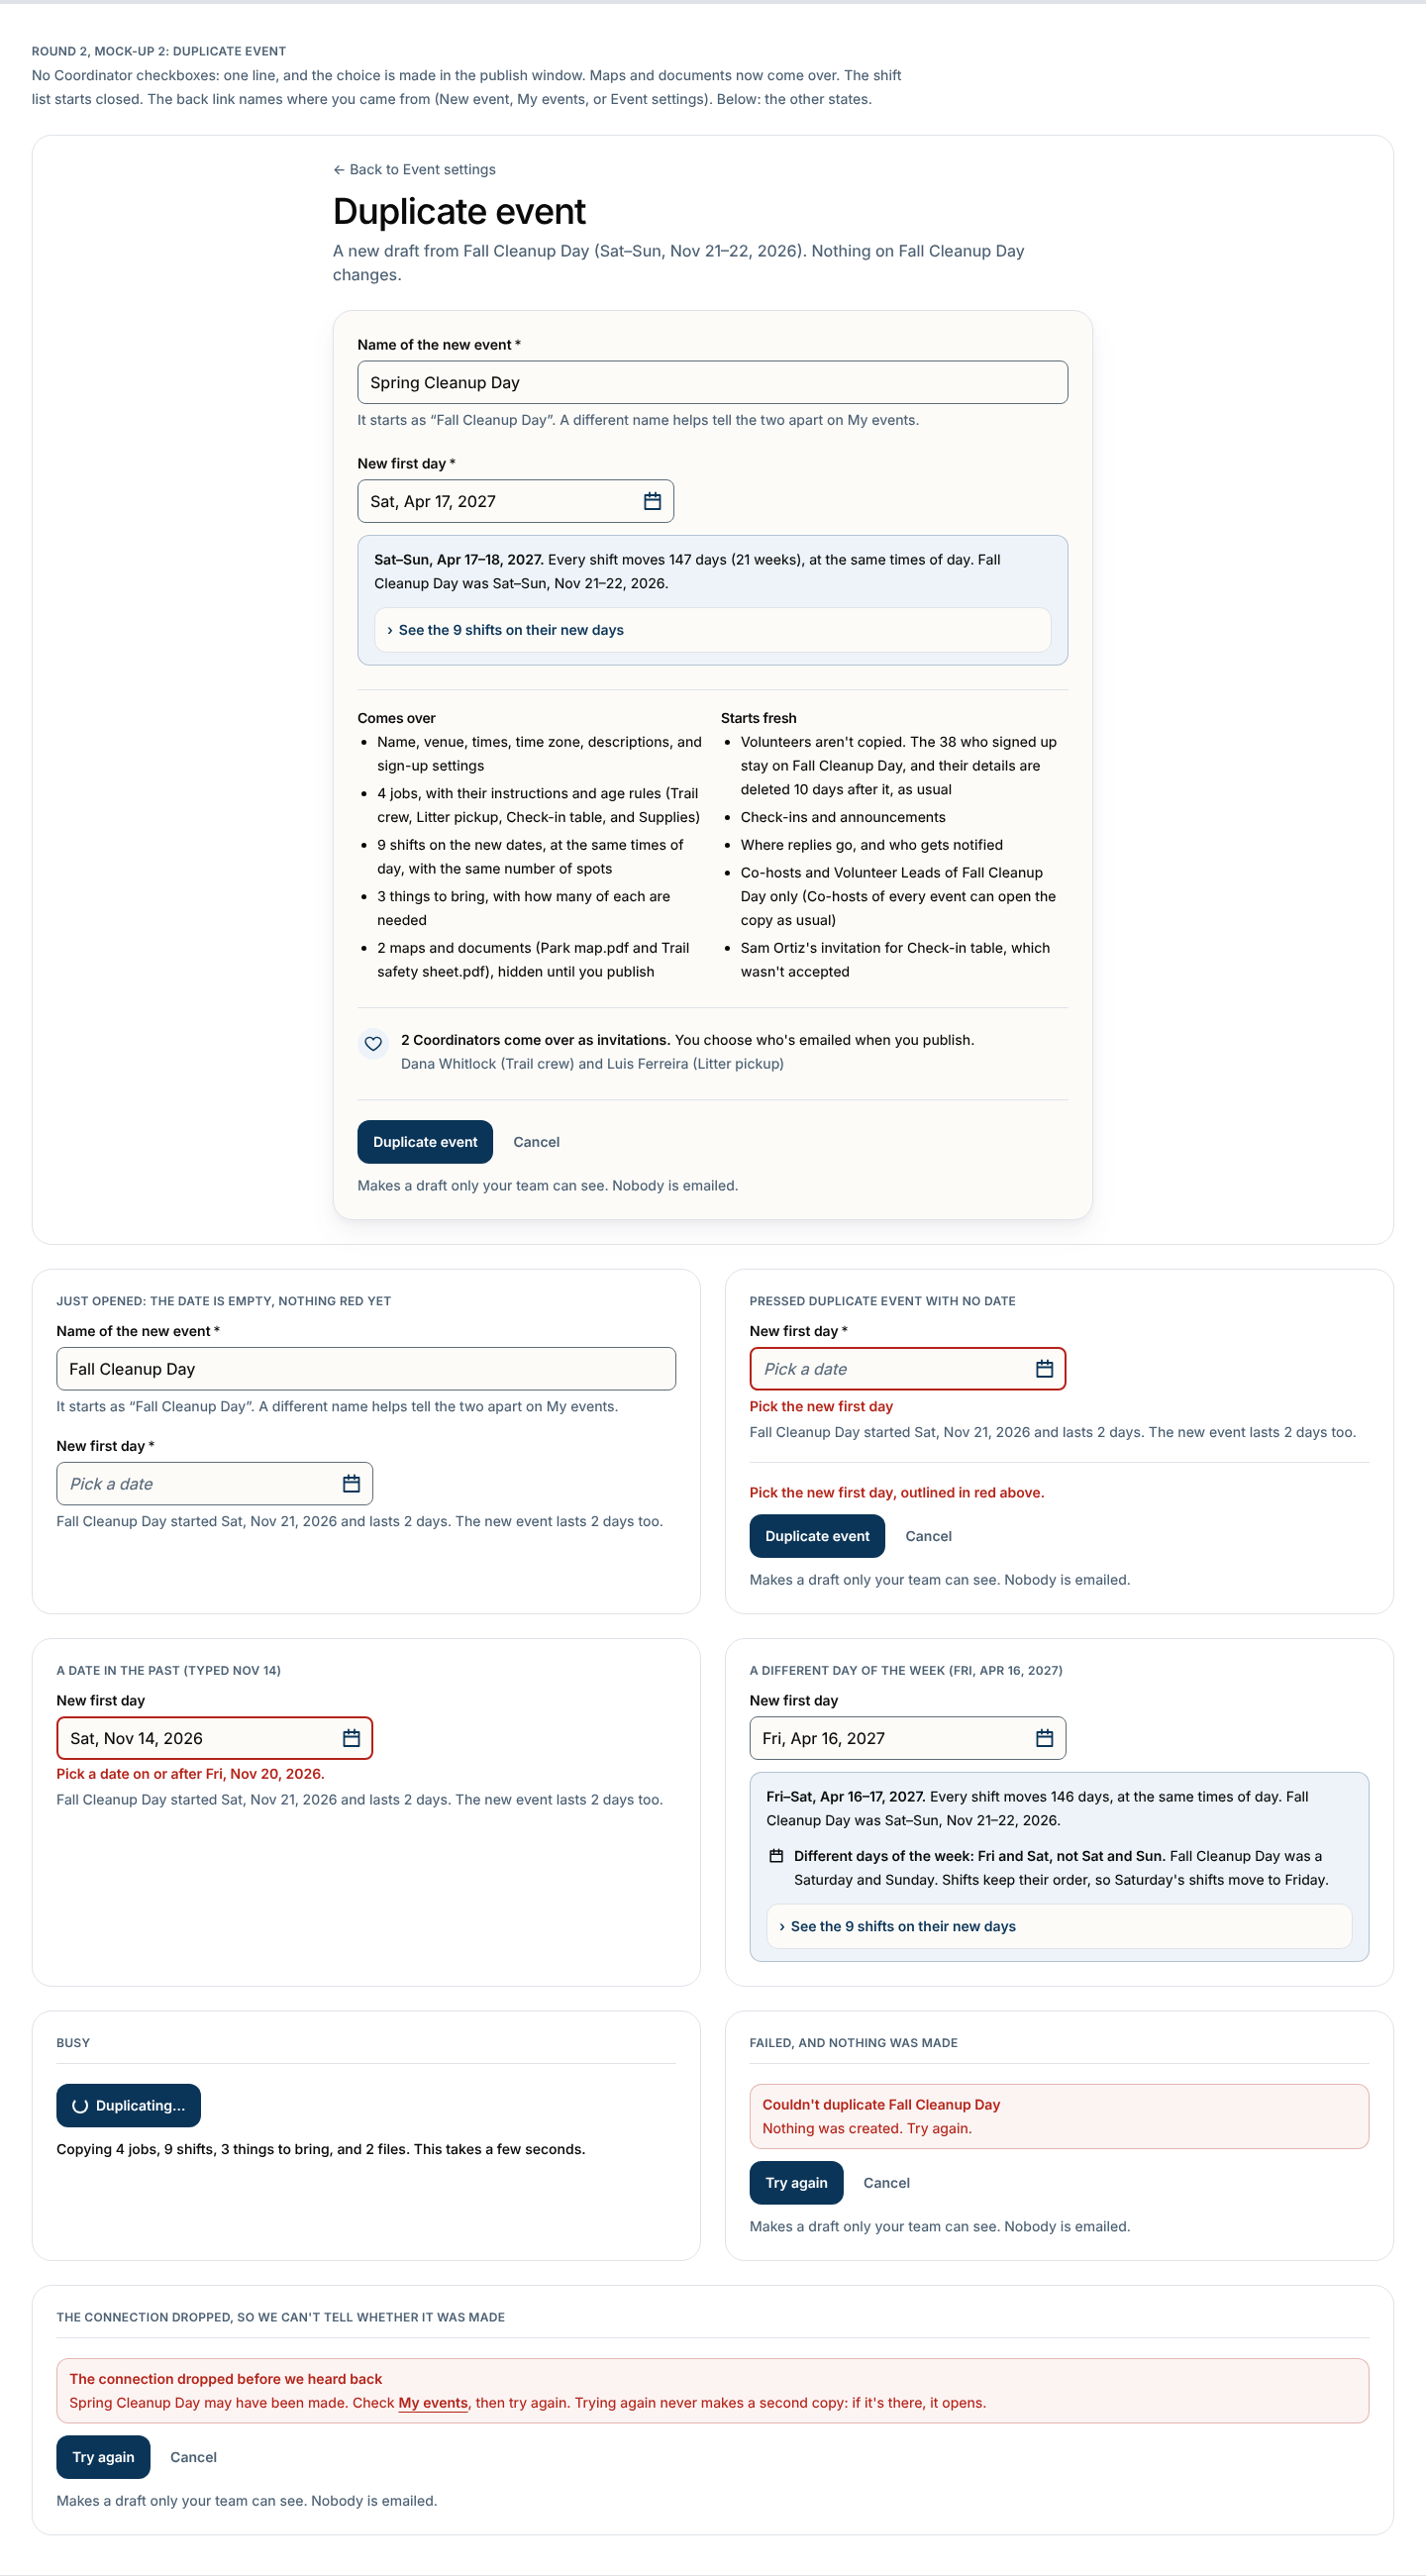 ROUND 2, MOCK-UP 2: DUPLICATE EVENT
No Coordinator checkboxes: one line, and the choice is made in the publish window. Maps and documents now come over. The shift
list starts closed. The back link names where you came from (New event, My events, or Event settings). Below: the other states.
← Back to Event settings
Duplicate event
A new draft from Fall Cleanup Day (Sat–Sun, Nov 21–22, 2026). Nothing on Fall Cleanup Day
changes.
Name of the new event *
Spring Cleanup Day
It starts as “Fall Cleanup Day”. A different name helps tell the two apart on My events.
New first day *
Sat, Apr 17, 2027
Sat–Sun, Apr 17–18, 2027. Every shift moves 147 days (21 weeks), at the same times of day. Fall
Cleanup Day was Sat–Sun, Nov 21–22, 2026.
› See the 9 shifts on their new days
Comes over
• Name, venue, times, time zone, descriptions, and
sign-up settings
• 4 jobs, with their instructions and age rules (Trail
crew, Litter pickup, Check-in table, and Supplies)
• 9 shifts on the new dates, at the same times of
day, with the same number of spots
• 3 things to bring, with how many of each are
needed
• 2 maps and documents (Park map.pdf and Trail
safety sheet.pdf), hidden until you publish
Starts fresh
• Volunteers aren't copied. The 38 who signed up
stay on Fall Cleanup Day, and their details are
deleted 10 days after it, as usual
• Check-ins and announcements
• Where replies go, and who gets notified
• Co-hosts and Volunteer Leads of Fall Cleanup
Day only (Co-hosts of every event can open the
copy as usual)
• Sam Ortiz's invitation for Check-in table, which
wasn't accepted
2 Coordinators come over as invitations. You choose who's emailed when you publish.
Dana Whitlock (Trail crew) and Luis Ferreira (Litter pickup)
Duplicate event Cancel
Makes a draft only your team can see. Nobody is emailed.
JUST OPENED: THE DATE IS EMPTY, NOTHING RED YET
Name of the new event *
Fall Cleanup Day
It starts as “Fall Cleanup Day”. A different name helps tell the two apart on My events.
New first day *
Pick a date
Fall Cleanup Day started Sat, Nov 21, 2026 and lasts 2 days. The new event lasts 2 days too.
PRESSED DUPLICATE EVENT WITH NO DATE
New first day *
Pick a date
Pick the new first day
Fall Cleanup Day started Sat, Nov 21, 2026 and lasts 2 days. The new event lasts 2 days too.
Pick the new first day, outlined in red above.
Duplicate event Cancel
Makes a draft only your team can see. Nobody is emailed.
A DATE IN THE PAST (TYPED NOV 14)
New first day
Sat, Nov 14, 2026
Pick a date on or after Fri, Nov 20, 2026.
Fall Cleanup Day started Sat, Nov 21, 2026 and lasts 2 days. The new event lasts 2 days too.
A DIFFERENT DAY OF THE WEEK (FRI, APR 16, 2027)
New first day
Fri, Apr 16, 2027
Fri–Sat, Apr 16–17, 2027. Every shift moves 146 days, at the same times of day. Fall
Cleanup Day was Sat–Sun, Nov 21–22, 2026.
Different days of the week: Fri and Sat, not Sat and Sun. Fall Cleanup Day was a
Saturday and Sunday. Shifts keep their order, so Saturday's shifts move to Friday.
› See the 9 shifts on their new days
BUSY
Duplicating...
Copying 4 jobs, 9 shifts, 3 things to bring, and 2 files. This takes a few seconds.
FAILED, AND NOTHING WAS MADE
Couldn't duplicate Fall Cleanup Day
Nothing was created. Try again.
Try again Cancel
Makes a draft only your team can see. Nobody is emailed.
THE CONNECTION DROPPED, SO WE CAN'T TELL WHETHER IT WAS MADE
The connection dropped before we heard back
Spring Cleanup Day may have been made. Check My events, then try again. Trying again never makes a second copy: if it's there, it opens.
Try again Cancel
Makes a draft only your team can see. Nobody is emailed.